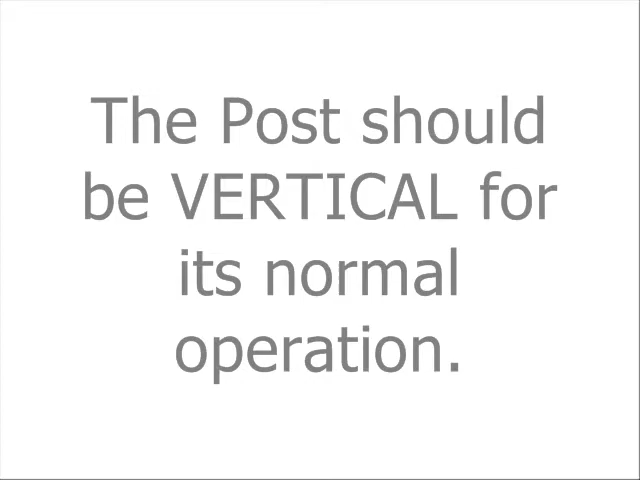 The Post should
be VERTICAL for
its normal
operation.